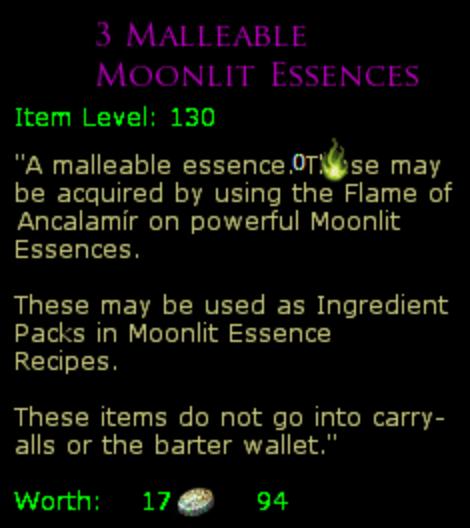 3 MALLEABLE
MOONLIT ESSENCES
Item Level: 130
"A malleable essence. 0 may
be acquired by using the Flame of
Ancalamír on powerful Moonlit
Essences.
These may be used as Ingredient
Packs in Moonlit Essence
Recipes.
These items do not go into carry-
alls or the barter wallet."
Worth: 17 94